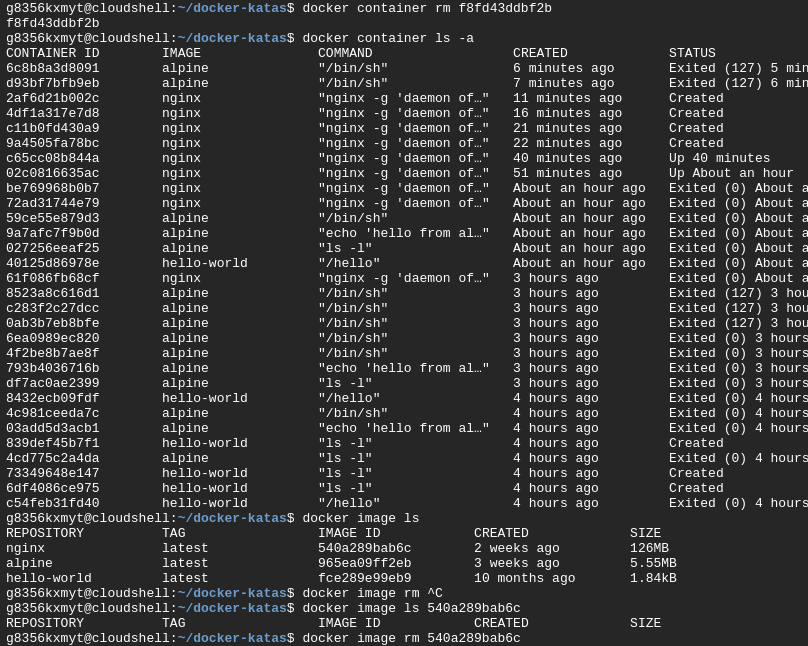 g8356kxmyt@cloudshell:~/docker-katas$ docker container rm f8fd43ddbf2b
f8fd43ddbf2b
g8356kxmyt@cloudshell:~/docker-katas$ docker container ls -a
CONTAINER ID        IMAGE               COMMAND                  CREATED             STATUS
6c8b8a3d8091        alpine              "/bin/sh"                6 minutes ago       Exited (127) 5 min
d93bf7bfb9eb        alpine              "/bin/sh"                7 minutes ago       Exited (127) 6 min
2af6d21b002c        nginx               "nginx -g 'daemon of…"   11 minutes ago      Created
4df1a317e7d8        nginx               "nginx -g 'daemon of…"   16 minutes ago      Created
c11b0fd430a9        nginx               "nginx -g 'daemon of…"   21 minutes ago      Created
9a4505fa78bc        nginx               "nginx -g 'daemon of…"   22 minutes ago      Created
c65cc08b844a        nginx               "nginx -g 'daemon of…"   40 minutes ago      Up 40 minutes
02c0816635ac        nginx               "nginx -g 'daemon of…"   51 minutes ago      Up About an hour
be769968b0b7        nginx               "nginx -g 'daemon of…"   About an hour ago   Exited (0) About a
72ad31744e79        nginx               "nginx -g 'daemon of…"   About an hour ago   Exited (0) About a
59ce55e879d3        alpine              "/bin/sh"                About an hour ago   Exited (0) About a
9a7afc7f9b0d        alpine              "echo 'hello from al…"   About an hour ago   Exited (0) About a
027256eeaf25        alpine              "ls -l"                  About an hour ago   Exited (0) About a
40125d86978e        hello-world         "/hello"                 About an hour ago   Exited (0) About a
61f086fb68cf        nginx               "nginx -g 'daemon of…"   3 hours ago         Exited (0) About a
8523a8c616d1        alpine              "/bin/sh"                3 hours ago         Exited (127) 3 hou
c283f2c27dcc        alpine              "/bin/sh"                3 hours ago         Exited (127) 3 hou
0ab3b7eb8bfe        alpine              "/bin/sh"                3 hours ago         Exited (127) 3 hou
6ea0989ec820        alpine              "/bin/sh"                3 hours ago         Exited (0) 3 hours
4f2be8b7ae8f        alpine              "/bin/sh"                3 hours ago         Exited (0) 3 hours
793b4036716b        alpine              "echo 'hello from al…"   3 hours ago         Exited (0) 3 hours
df7ac0ae2399        alpine              "ls -l"                  3 hours ago         Exited (0) 3 hours
8432ecb09fdf        hello-world         "/hello"                 4 hours ago         Exited (0) 4 hours
4c981ceeda7c        alpine              "/bin/sh"                4 hours ago         Exited (0) 4 hours
03add5d3acb1        alpine              "echo 'hello from al…"   4 hours ago         Exited (0) 4 hours
839def45b7f1        hello-world         "ls -l"                  4 hours ago         Created
4cd775c2a4da        alpine              "ls -l"                  4 hours ago         Exited (0) 4 hours
73349648e147        hello-world         "ls -l"                  4 hours ago         Created
6df4086ce975        hello-world         "ls -l"                  4 hours ago         Created
c54feb31fd40        hello-world         "/hello"                 4 hours ago         Exited (0) 4 hours
g8356kxmyt@cloudshell:~/docker-katas$ docker image ls
REPOSITORY          TAG                 IMAGE ID            CREATED             SIZE
nginx               latest              540a289bab6c        2 weeks ago         126MB
alpine              latest              965ea09ff2eb        3 weeks ago         5.55MB
hello-world         latest              fce289e99eb9        10 months ago       1.84kB
g8356kxmyt@cloudshell:~/docker-katas$ docker image rm ^C
g8356kxmyt@cloudshell:~/docker-katas$ docker image ls 540a289bab6c
REPOSITORY          TAG                 IMAGE ID            CREATED             SIZE
g8356kxmyt@cloudshell:~/docker-katas$ docker image rm 540a289bab6c